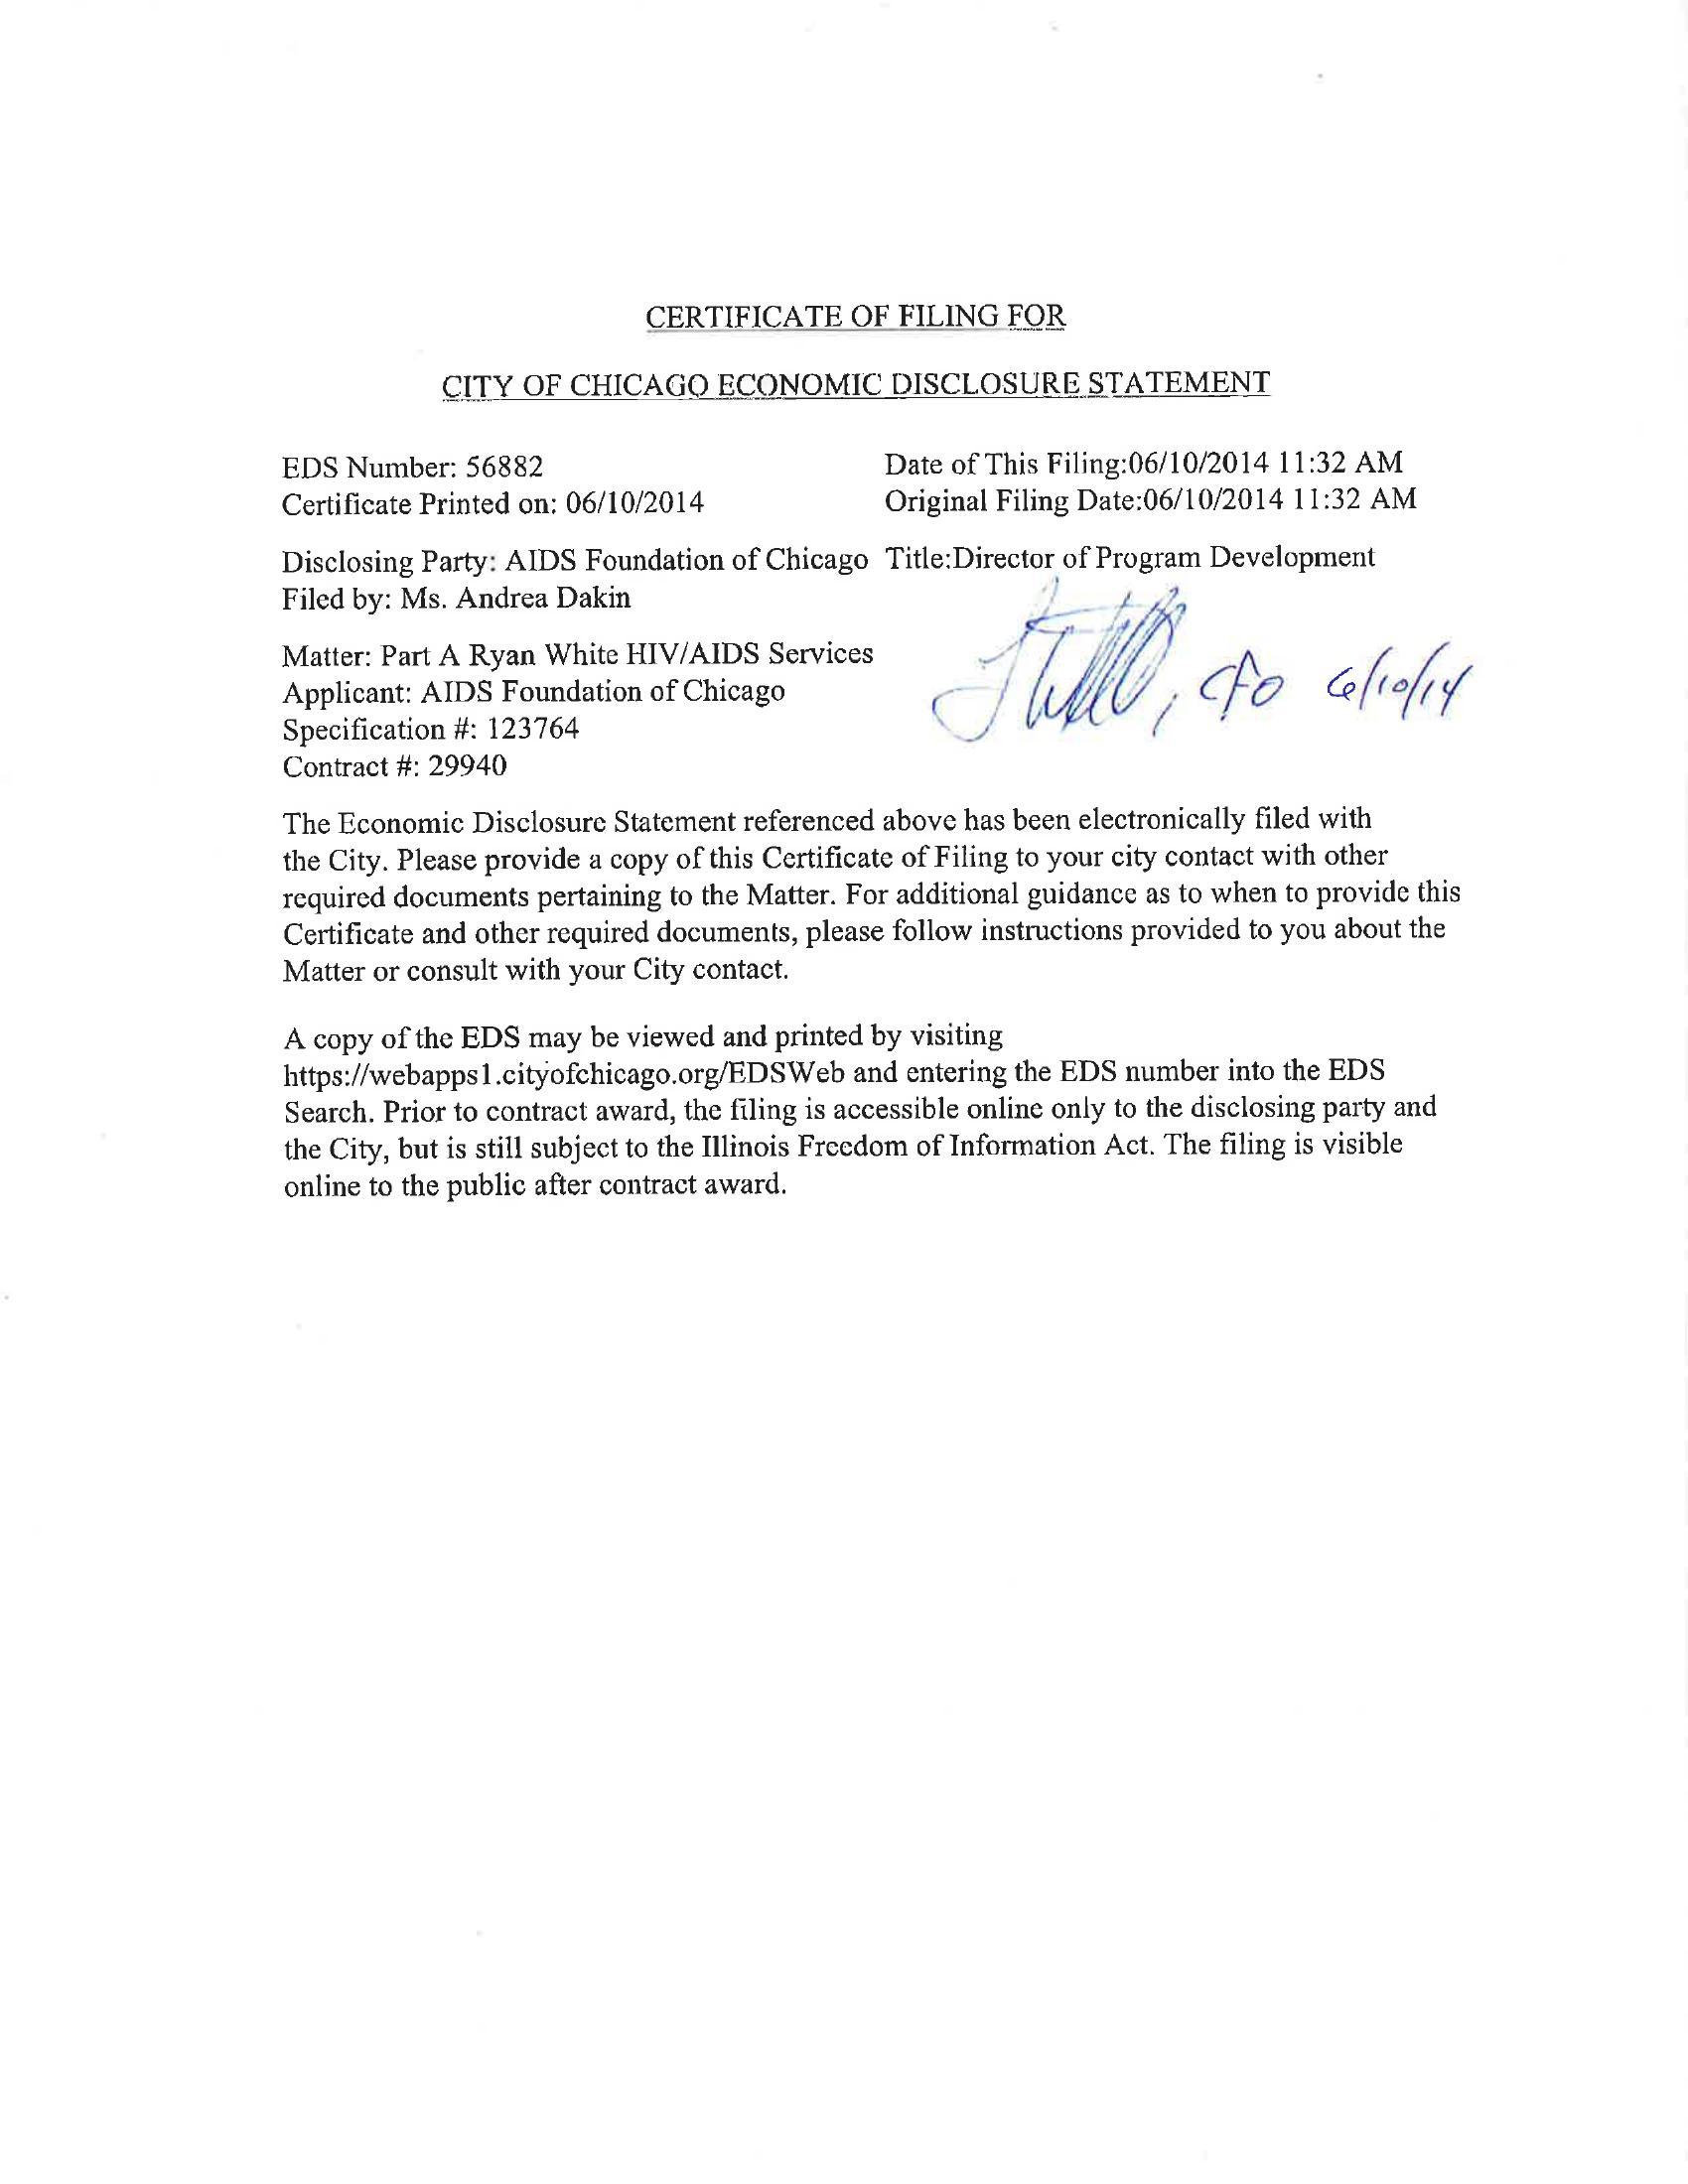 CERTIFICATE OF FILING FOR
CITY OF CHICAGO ECONOMIC DISCLOSURE STATEMENT
EDS Number: 56882
Date of This Filing:06/10/2014 11:32 AM
Certificate Printed on: 06/10/2014
Original Filing Date:06/10/2014 11:32 AM
Disclosing Party: AIDS Foundation of Chicago
Title:Director of Program Development
Filed by: Ms. Andrea Dakin
Matter: Part A Ryan White HIV/AIDS Services
Applicant: AIDS Foundation of Chicago
, CFO 6/10/14
Specification #: 123764
Contract #: 29940
The Economic Disclosure Statement referenced above has been electronically filed with
the City. Please provide a copy of this Certificate of Filing to your city contact with other
required documents pertaining to the Matter. For additional guidance as to when to provide this
Certificate and other required documents, please follow instructions provided to you about the
Matter or consult with your City contact.
A copy of the EDS may be viewed and printed by visiting
https://webapps1.cityofchicago.org/EDSWeb and entering the EDS number into the EDS
Search. Prior to contract award, the filing is accessible online only to the disclosing party and
the City, but is still subject to the Illinois Freedom of Information Act. The filing is visible
online to the public after contract award.